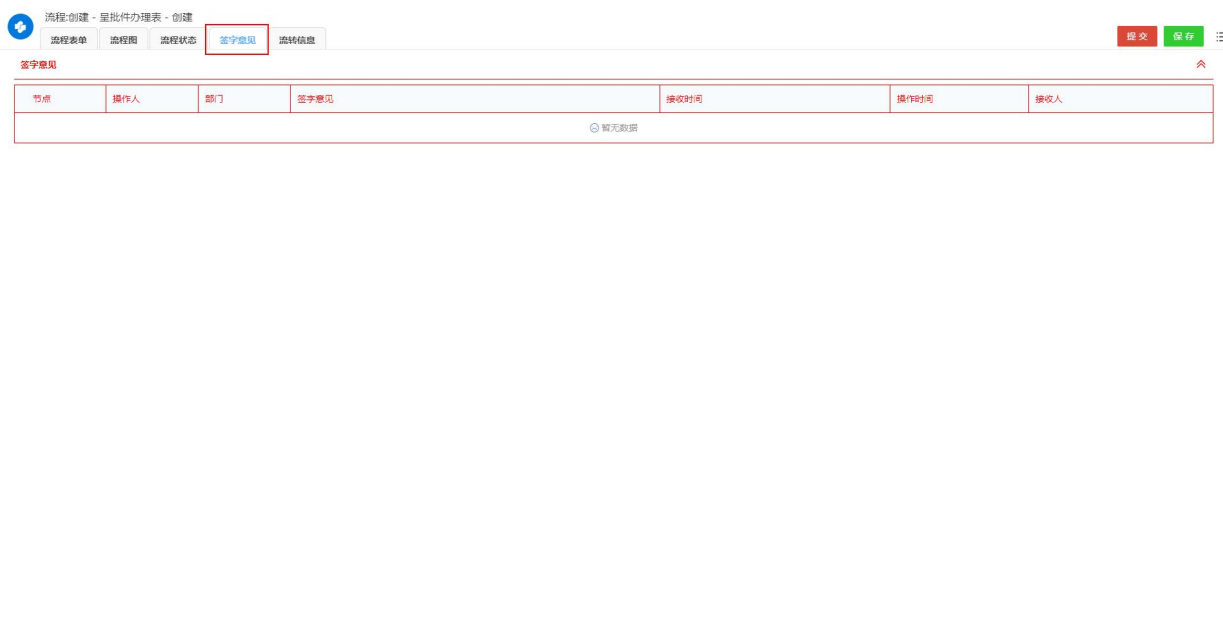 流程:创建 - 呈批件办理表 - 创建
流程表单 流程图 流程状态 签字意见 流转信息 提交 保存
签字意见
节点 操作人 部门 签字意见 接收时间 操作时间 接收人
暂无数据